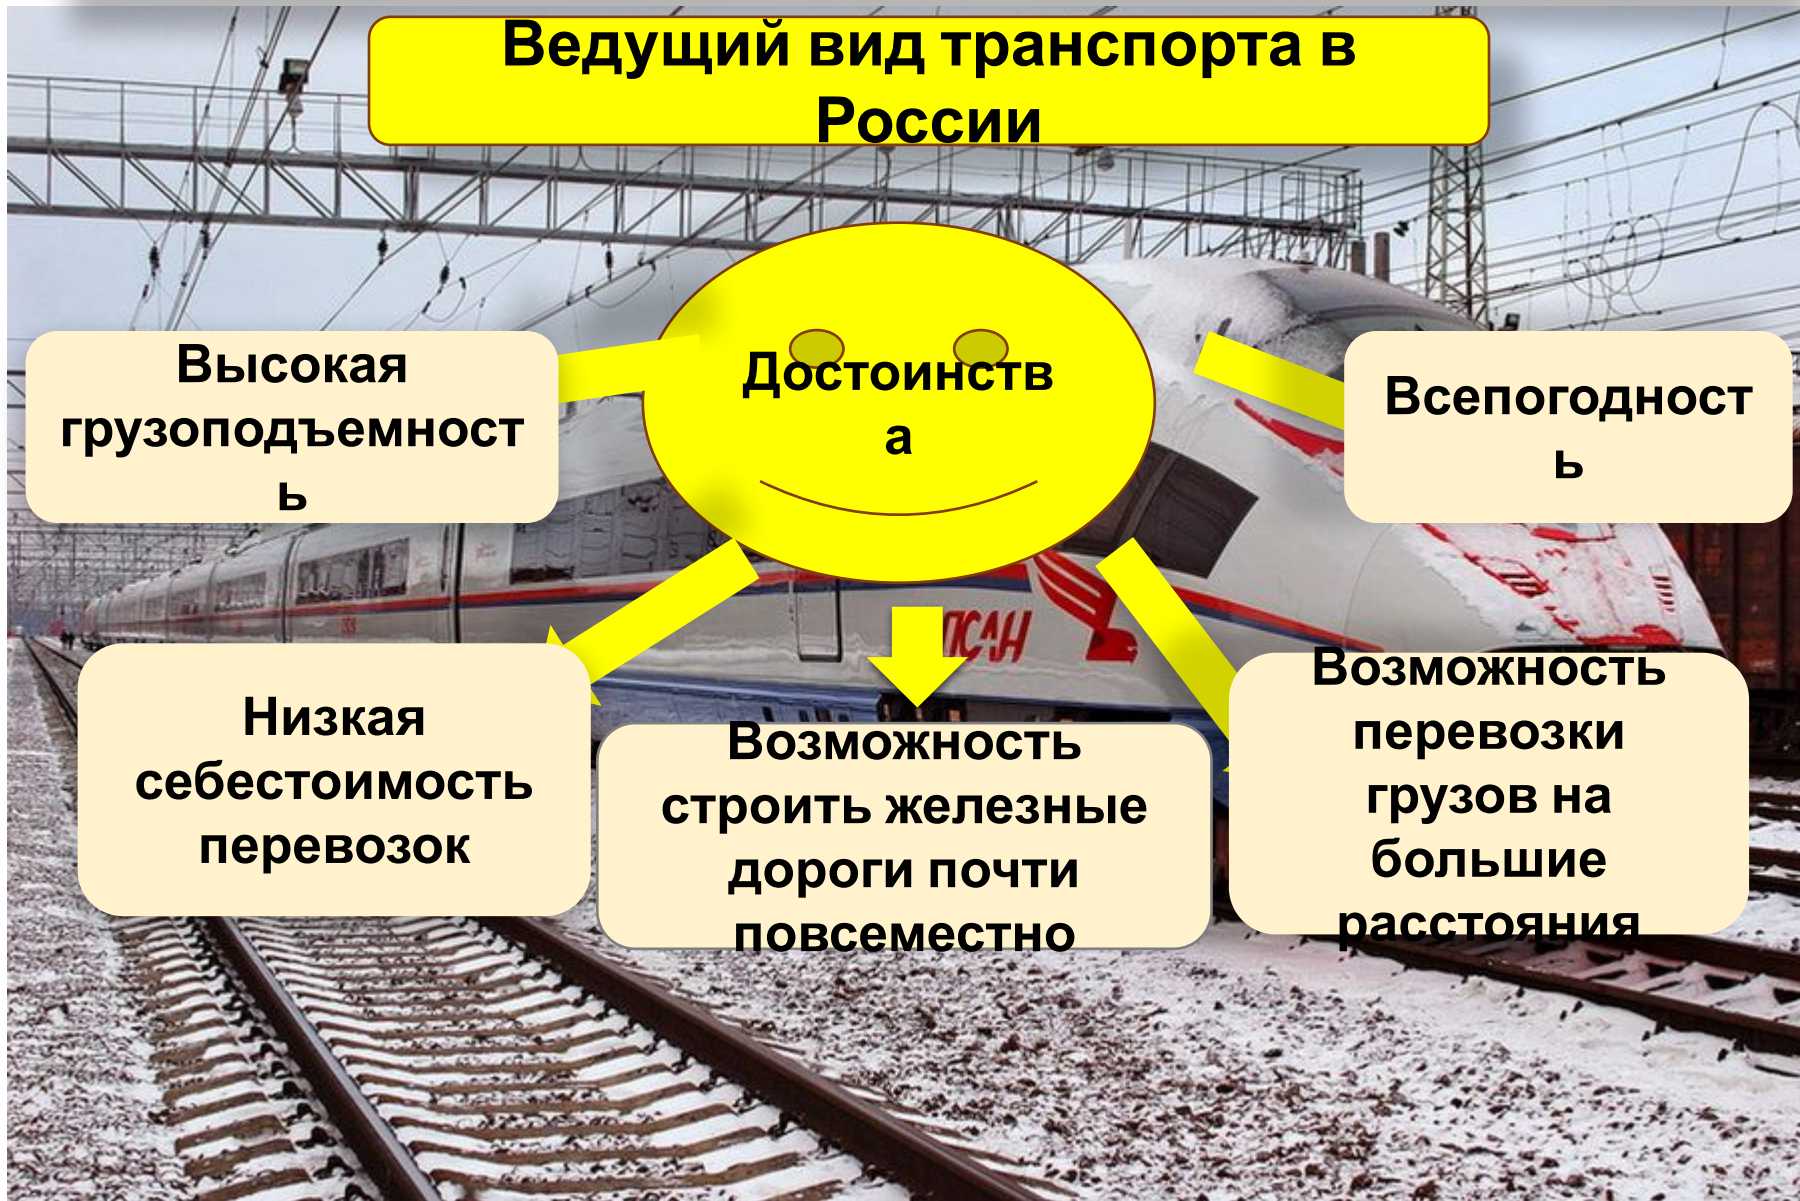 Ведущий вид транспорта в
России
Достоинств
а
Высокая
грузоподъемност
ь
Всепогодност
ь
Низкая
себестоимость
перевозок
Возможность
строить железные
дороги почти
повсеместно
Возможность
перевозки
грузов на
большие
расстояния